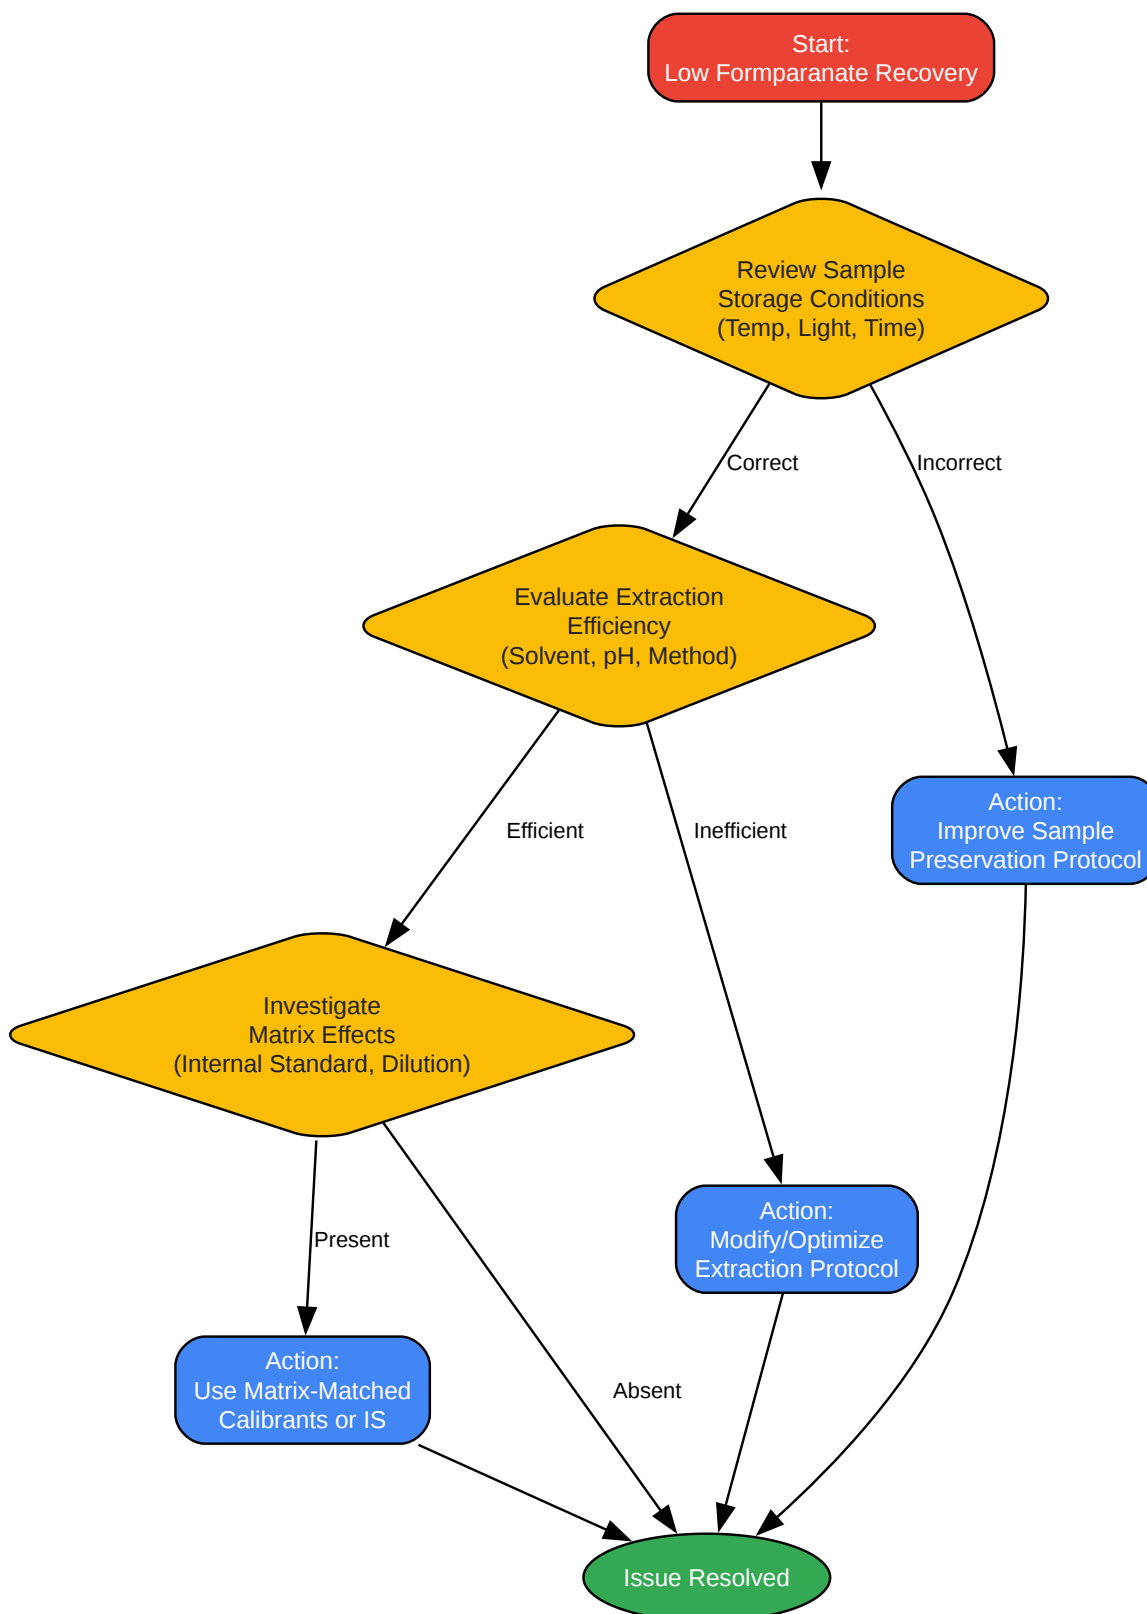 Start:
Low Formparanate Recovery
Review Sample
Storage Conditions
(Temp, Light, Time)
Correct
Incorrect
Evaluate Extraction
Efficiency
(Solvent, pH, Method)
Efficient
Inefficient
Action:
Improve Sample
Preservation Protocol
Investigate
Matrix Effects
(Internal Standard, Dilution)
Present
Action:
Modify/Optimize
Extraction Protocol
Action:
Use Matrix-Matched
Calibrants or IS
Absent
Issue Resolved